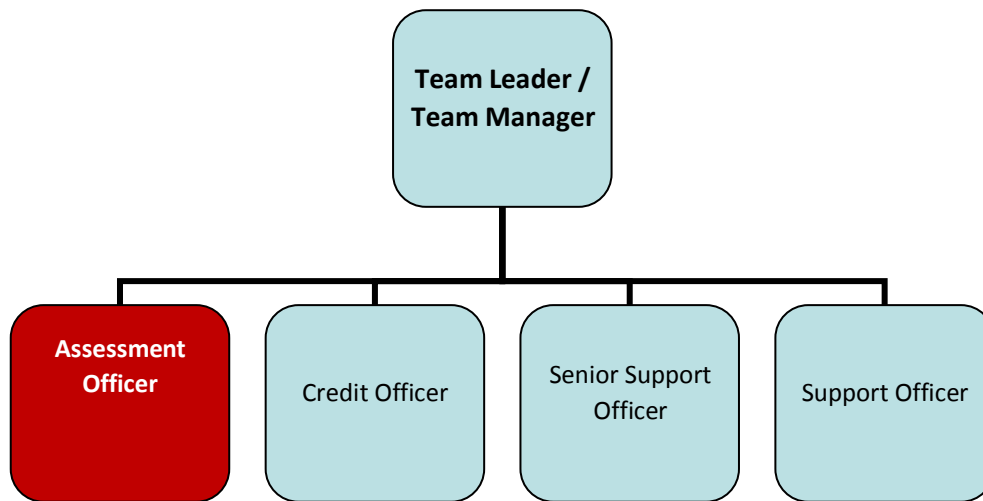 Team Leader /
Team Manager
Assessment
Officer
Credit Officer
Senior Support
Officer
Support Officer